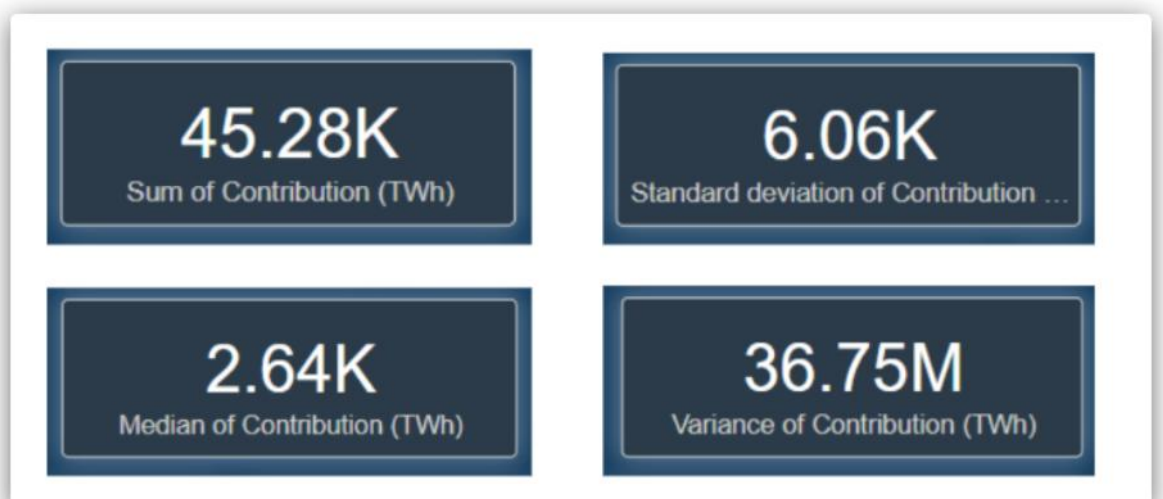 45.28K
Sum of Contribution (TWh)
6.06K
Standard deviation of Contribution ...
2.64K
Median of Contribution (TWh)
36.75M
Variance of Contribution (TWh)